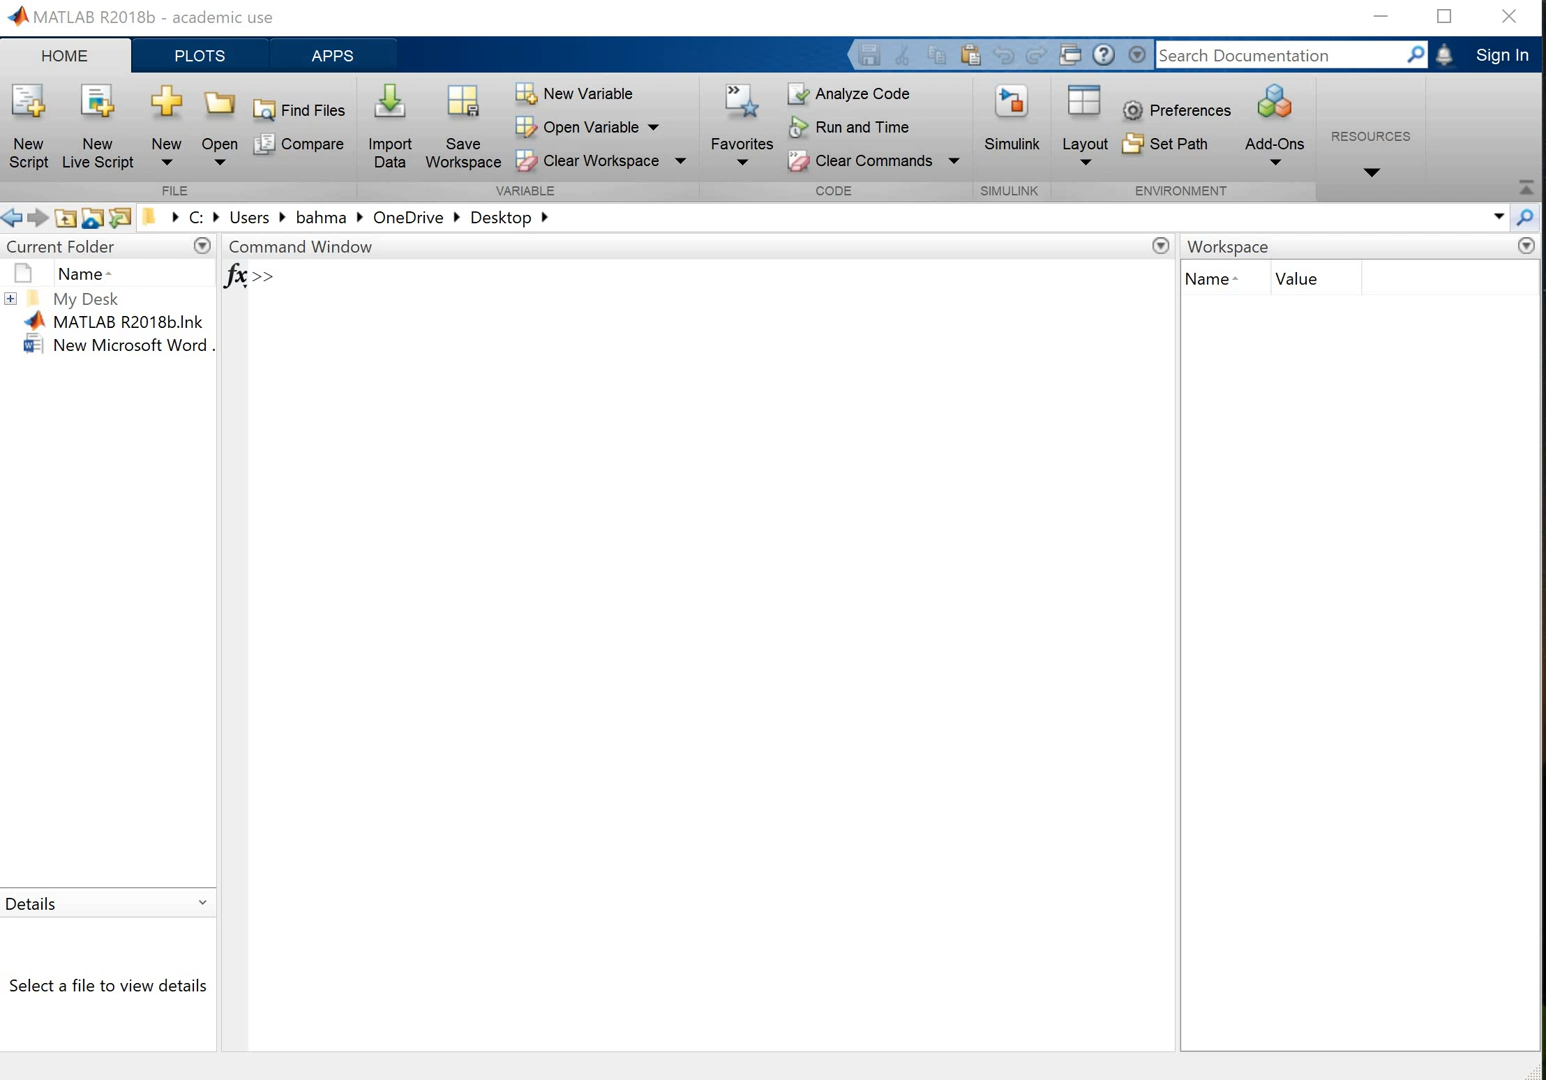 MATLAB R2018b - academic use
HOME PLOTS APPS
Search Documentation
Sign In
New Script
New Live Script
New
Open
Find Files
Compare
FILE
Import Data
Save Workspace
New Variable
Open Variable
Clear Workspace
VARIABLE
Favorites
Analyze Code
Run and Time
Clear Commands
CODE
Simulink
SIMULINK
Layout
Preferences
Set Path
Add-Ons
ENVIRONMENT
RESOURCES
C: Users bahma OneDrive Desktop
Current Folder
Name
My Desk
MATLAB R2018b.lnk
New Microsoft Word .
Details
Select a file to view details
Command Window
fx >>
Workspace
Name Value